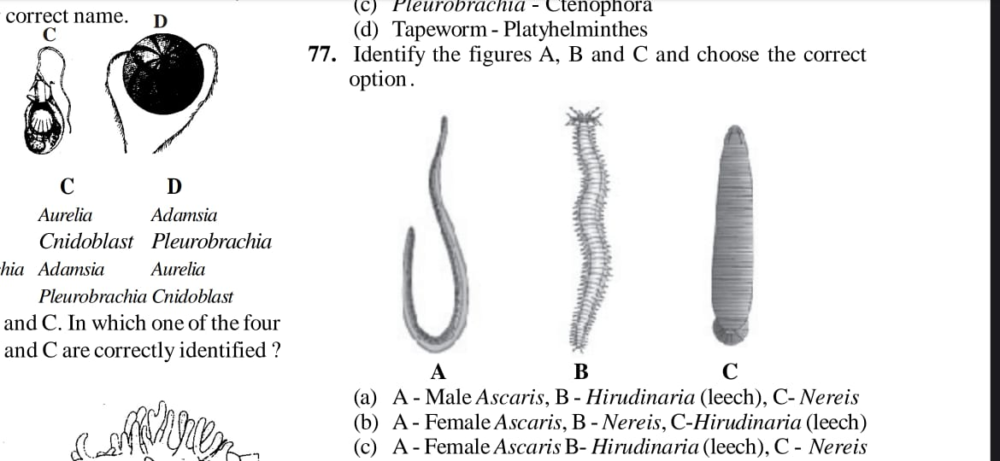 correct name.
C
D
C D
Aurelia Adamsia
Cnidoblast Pleurobrachia
hia Adamsia Aurelia
Pleurobrachia Cnidoblast
and C. In which one of the four
and C are correctly identified ?
(c) Pleurobrachia - Ctenophora
(d) Tapeworm - Platyhelminthes
77. Identify the figures A, B and C and choose the correct
option.
A B C
(a) A - Male Ascaris, B - Hirudinaria (leech), C- Nereis
(b) A - Female Ascaris, B - Nereis, C-Hirudinaria (leech)
(c) A - Female Ascaris B- Hirudinaria (leech), C - Nereis